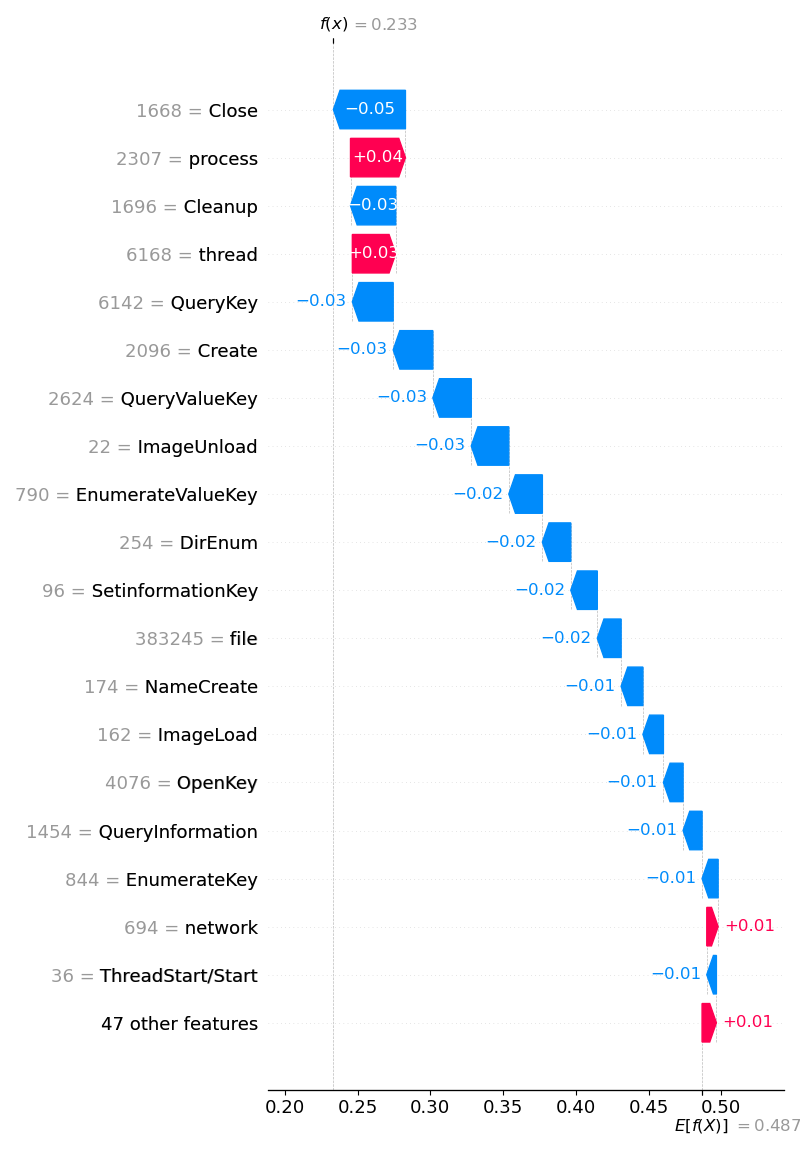 f(x) = 0.233
1668 = Close −0.05
2307 = process +0.04
1696 = Cleanup −0.03
6168 = thread +0.03
6142 = QueryKey −0.03
2096 = Create −0.03
2624 = QueryValueKey −0.03
22 = ImageUnload −0.03
790 = EnumerateValueKey −0.02
254 = DirEnum −0.02
96 = SetinformationKey −0.02
383245 = file −0.02
174 = NameCreate −0.01
162 = ImageLoad −0.01
4076 = OpenKey −0.01
1454 = QueryInformation −0.01
844 = EnumerateKey −0.01
694 = network +0.01
36 = ThreadStart/Start −0.01
47 other features +0.01
0.20 0.25 0.30 0.35 0.40 0.45 0.50
E[f(X)] = 0.487